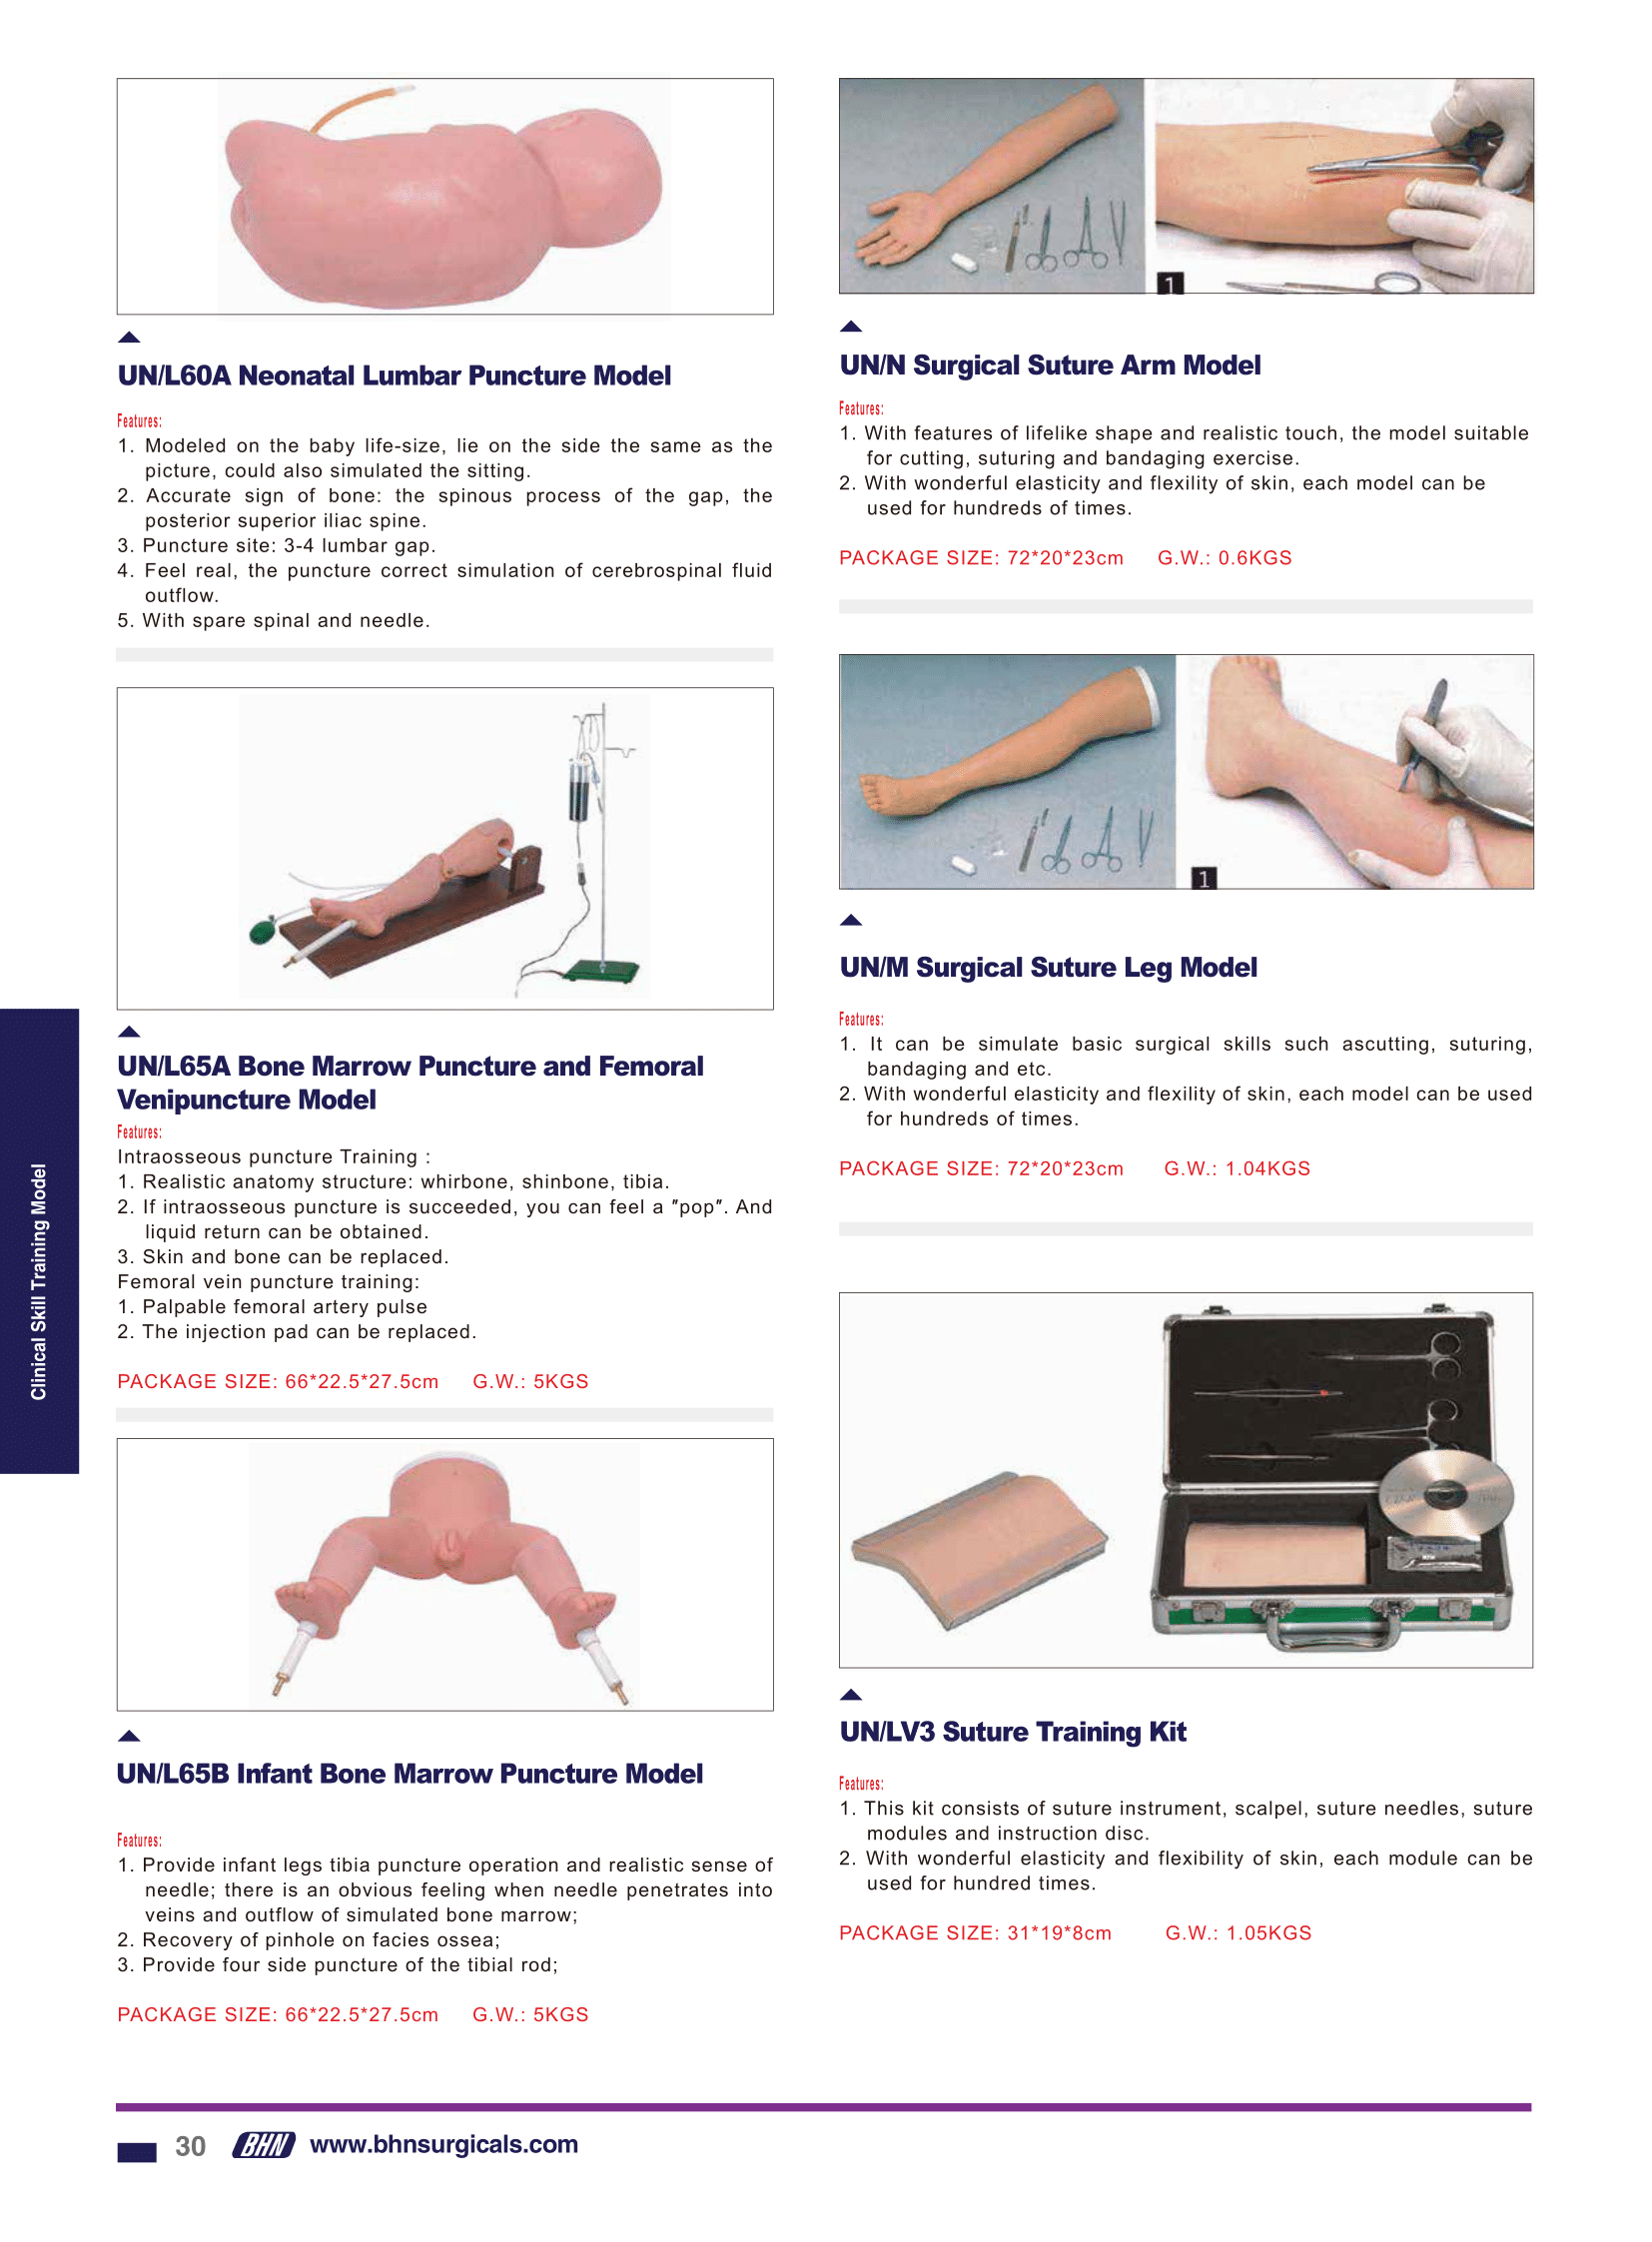 UN/L60A Neonatal Lumbar Puncture Model
Features:
1. Modeled on the baby life-size, lie on the side the same as the
picture, could also simulated the sitting.
2. Accurate sign of bone: the spinous process of the gap, the
posterior superior iliac spine.
3. Puncture site: 3-4 lumbar gap.
4. Feel real, the puncture correct simulation of cerebrospinal fluid
outflow.
5. With spare spinal and needle.
UN/L65A Bone Marrow Puncture and Femoral
Venipuncture Model
Features:
Intraosseous puncture Training :
1. Realistic anatomy structure: whirbone, shinbone, tibia.
2. If intraosseous puncture is succeeded, you can feel a "pop". And
liquid return can be obtained.
3. Skin and bone can be replaced.
Femoral vein puncture training:
1. Palpable femoral artery pulse
2. The injection pad can be replaced.
PACKAGE SIZE: 66*22.5*27.5cm G.W.: 5KGS
UN/L65B Infant Bone Marrow Puncture Model
Features:
1. Provide infant legs tibia puncture operation and realistic sense of
needle; there is an obvious feeling when needle penetrates into
veins and outflow of simulated bone marrow;
2. Recovery of pinhole on facies ossea;
3. Provide four side puncture of the tibial rod;
PACKAGE SIZE: 66*22.5*27.5cm G.W.: 5KGS
1
UN/N Surgical Suture Arm Model
Features:
1. With features of lifelike shape and realistic touch, the model suitable
for cutting, suturing and bandaging exercise.
2. With wonderful elasticity and flexility of skin, each model can be
used for hundreds of times.
PACKAGE SIZE: 72*20*23cm G.W.: 0.6KGS
1
UN/M Surgical Suture Leg Model
Features:
1. It can be simulate basic surgical skills such ascutting, suturing,
bandaging and etc.
2. With wonderful elasticity and flexility of skin, each model can be used
for hundreds of times.
PACKAGE SIZE: 72*20*23cm G.W.: 1.04KGS
UN/LV3 Suture Training Kit
Features:
1. This kit consists of suture instrument, scalpel, suture needles, suture
modules and instruction disc.
2. With wonderful elasticity and flexibility of skin, each module can be
used for hundred times.
PACKAGE SIZE: 31*19*8cm G.W.: 1.05KGS
Clinical Skill Training Model
30 BHN www.bhnsurgicals.com